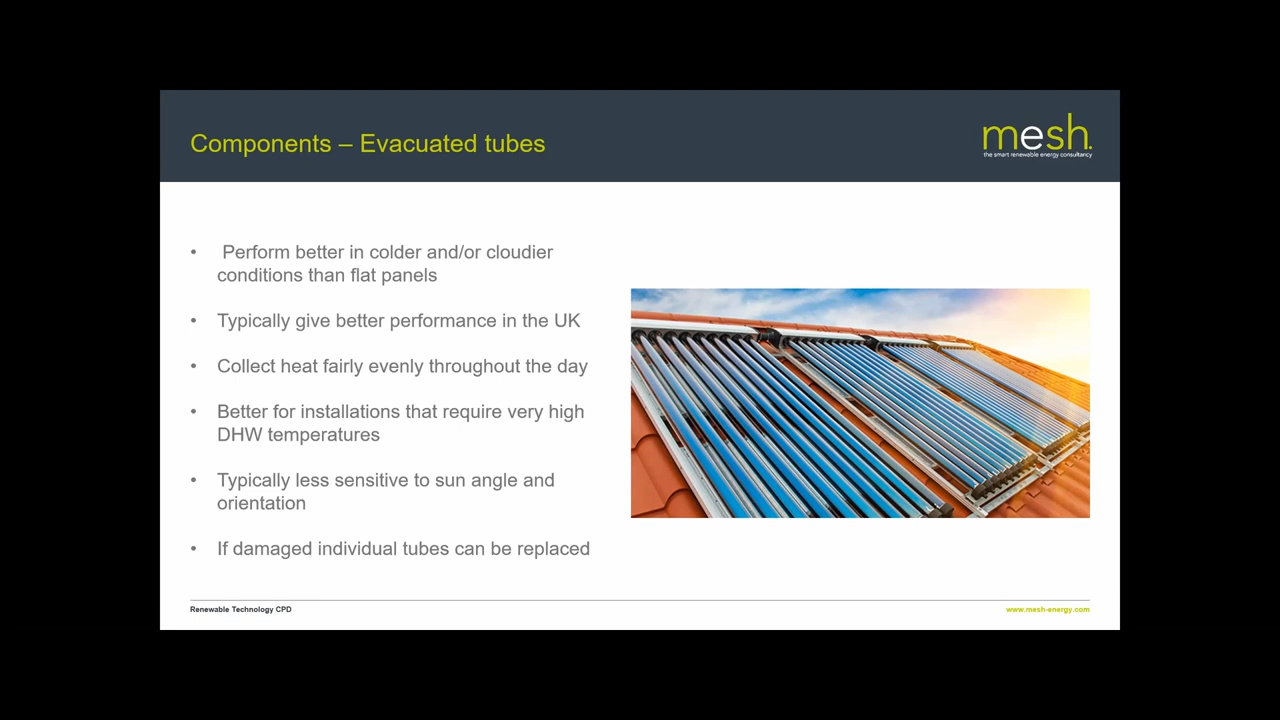 Components – Evacuated tubes
mesh.
the smart renewable energy consultancy
• Perform better in colder and/or cloudier
conditions than flat panels
• Typically give better performance in the UK
• Collect heat fairly evenly throughout the day
• Better for installations that require very high
DHW temperatures
• Typically less sensitive to sun angle and
orientation
• If damaged individual tubes can be replaced
Renewable Technology CPD
www.mesh-energy.com